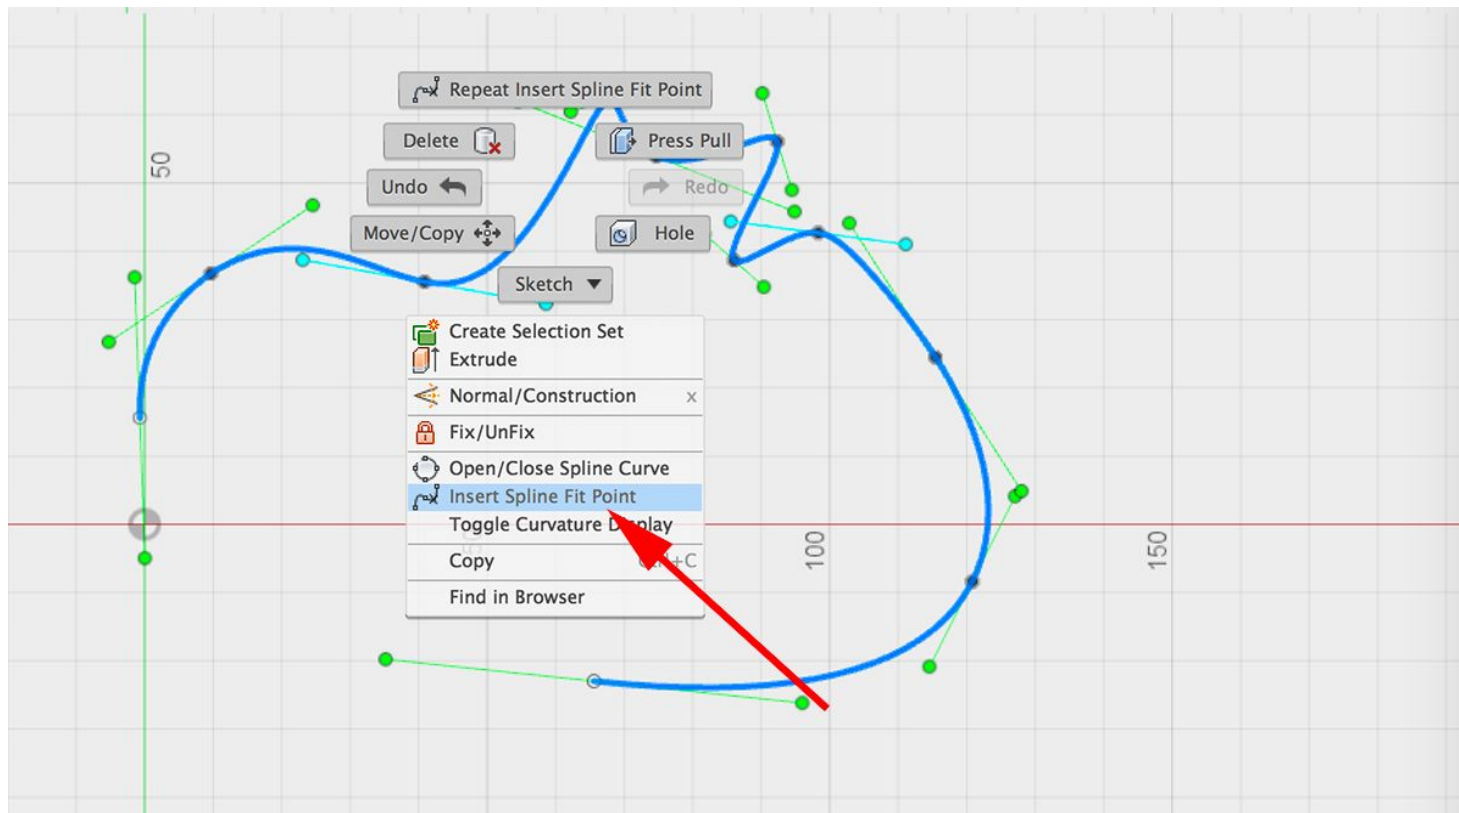 Repeat Insert Spline Fit Point
Delete
Press Pull
50
Undo
Redo
Move/Copy
Hole
Sketch
Create Selection Set
Extrude
Normal/Construction x
Fix/UnFix
Open/Close Spline Curve
Insert Spline Fit Point
Toggle Curvature Display
100
150
Copy
Find in Browser